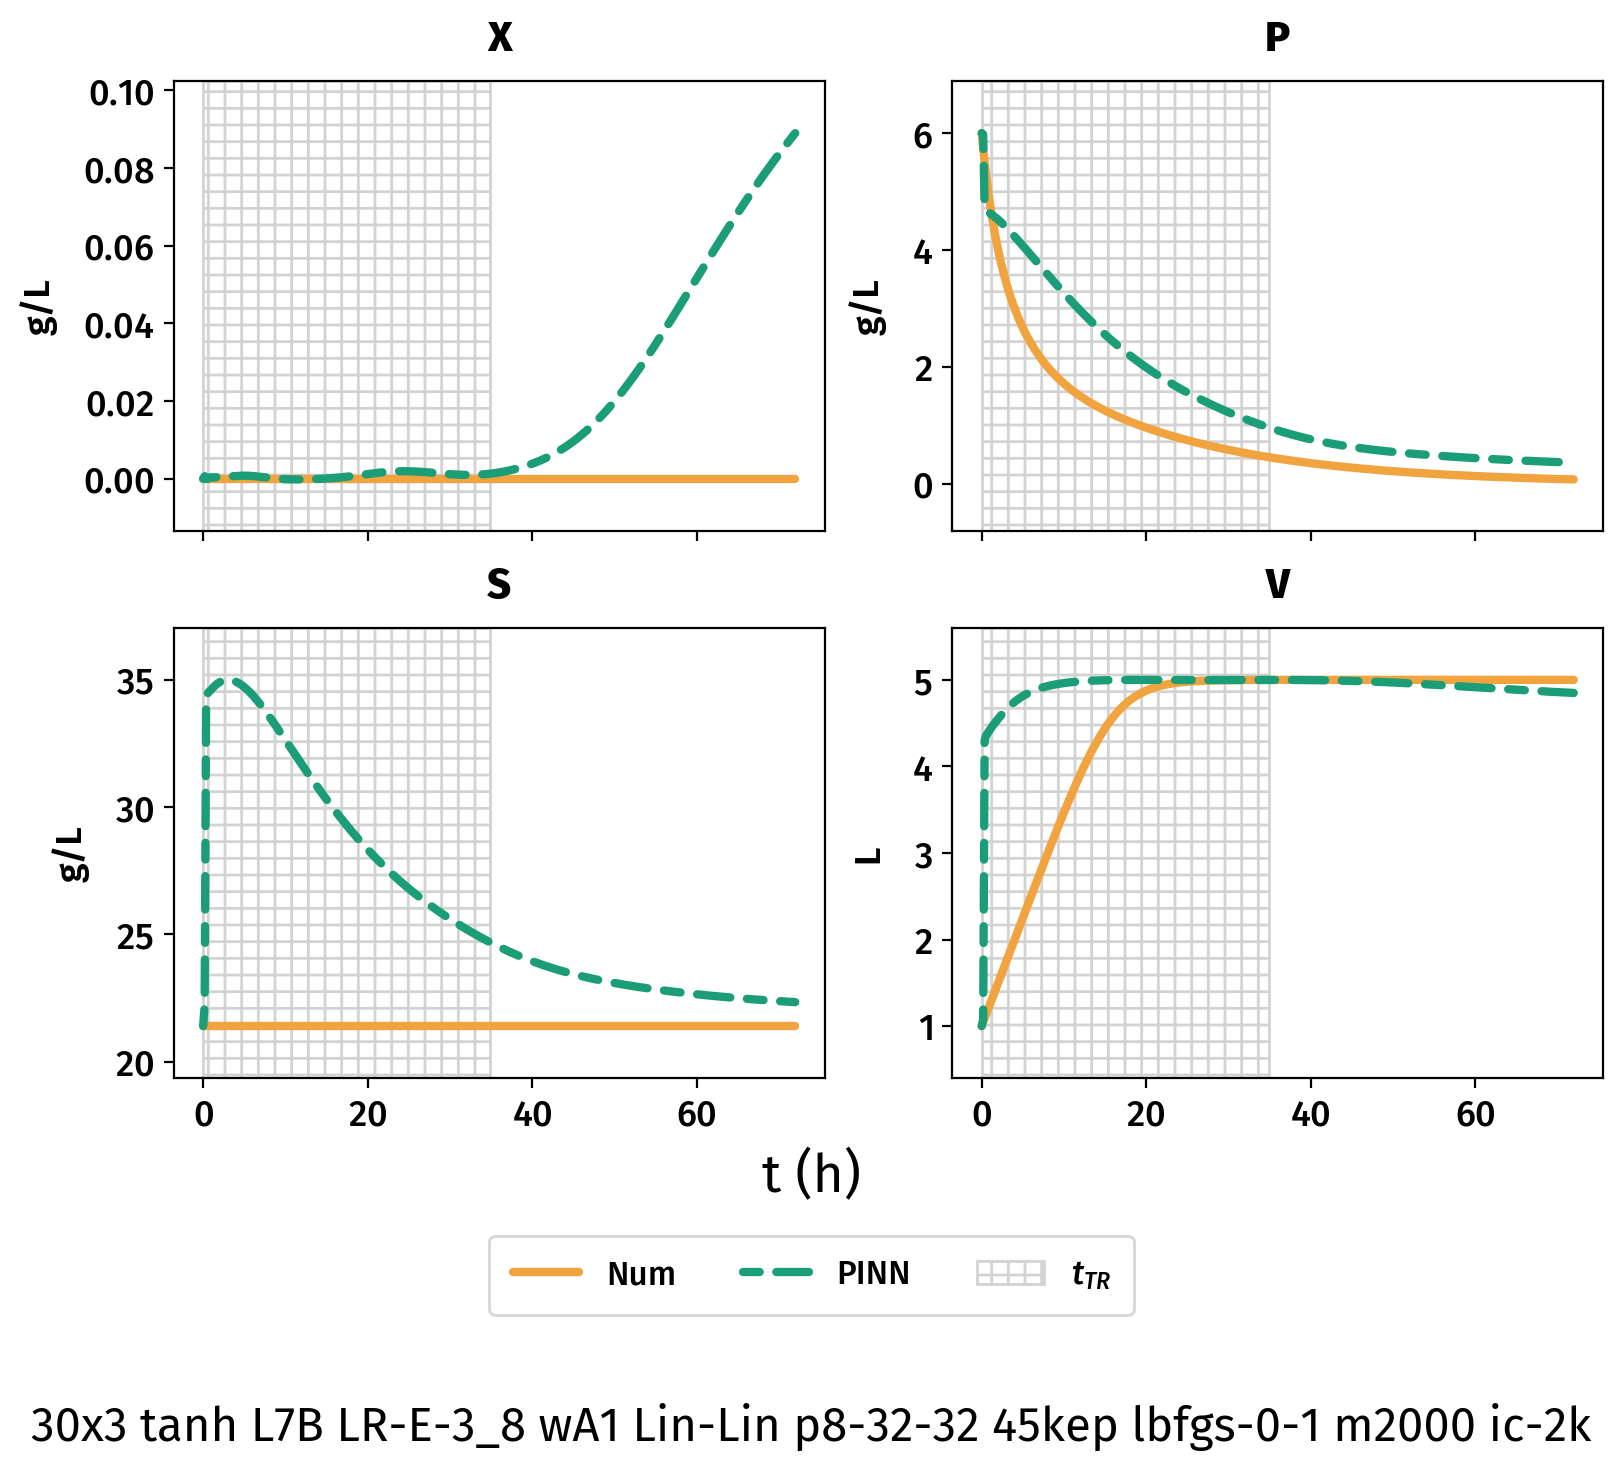 X
P
0.10
0.08
0.06
0.04
0.02
0.00
g/L
6
4
2
0
g/L
S
V
35
30
25
20
g/L
5
4
3
2
1
L
0 20 40 60
0 20 40 60
t (h)
Num PINN tTR
30x3 tanh L7B LR-E-3_8 wA1 Lin-Lin p8-32-32 45kep lbfgs-0-1 m2000 ic-2k